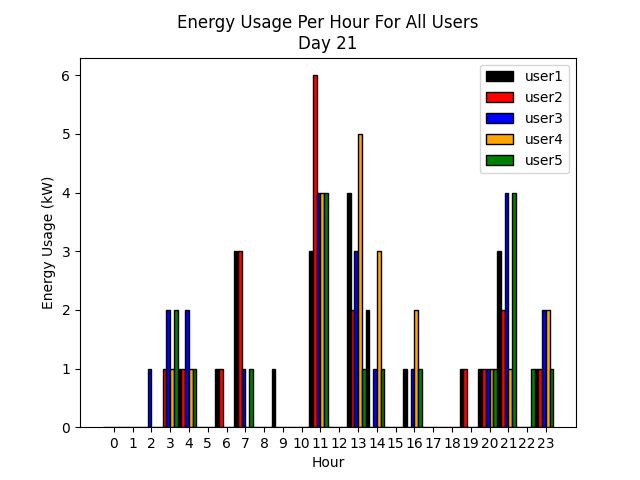 Energy Usage Per Hour For All Users
Day 21
user1
user2
user3
user4
user5
Energy Usage (kW)
6
5
4
3
2
1
0
0 1 2 3 4 5 6 7 8 9 10 11 12 13 14 15 16 17 18 19 20 21 22 23
Hour